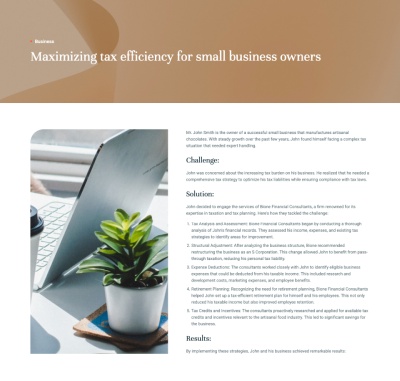 Business
Maximizing tax efficiency for small business owners
Mr. John Smith is the owner of a successful small business that manufactures artisanal
chocolates. With steady growth over the past few years, John found himself facing a complex tax
situation that needed expert handling.
Challenge:
John was concerned about the increasing tax burden on his business. He realized that he needed a
comprehensive tax strategy to optimize his tax liabilities while ensuring compliance with tax laws.
Solution:
John decided to engage the services of Bisne Financial Consultants, a firm renowned for its
expertise in taxation and tax planning. Here's how they tackled the challenge:
1. Tax Analysis and Assessment: Bisne Financial Consultants began by conducting a thorough
analysis of John's financial records. They assessed his income, expenses, and existing tax
strategies to identify areas for improvement.
2. Structural Adjustment: After analyzing the business structure, Bisne recommended
restructuring the business as an S Corporation. This change allowed John to benefit from pass-
through taxation, reducing his personal tax liability.
3. Expense Deductions: The consultants worked closely with John to identify eligible business
expenses that could be deducted from his taxable income. This included research and
development costs, marketing expenses, and employee benefits.
4. Retirement Planning: Recognizing the need for retirement planning, Bisne Financial Consultants
helped John set up a tax-efficient retirement plan for himself and his employees. This not only
reduced his taxable income but also improved employee retention.
5. Tax Credits and Incentives: The consultants proactively researched and applied for available tax
credits and incentives relevant to the artisanal food industry. This led to significant savings for
the business.
Results:
By implementing these strategies, John and his business achieved remarkable results: